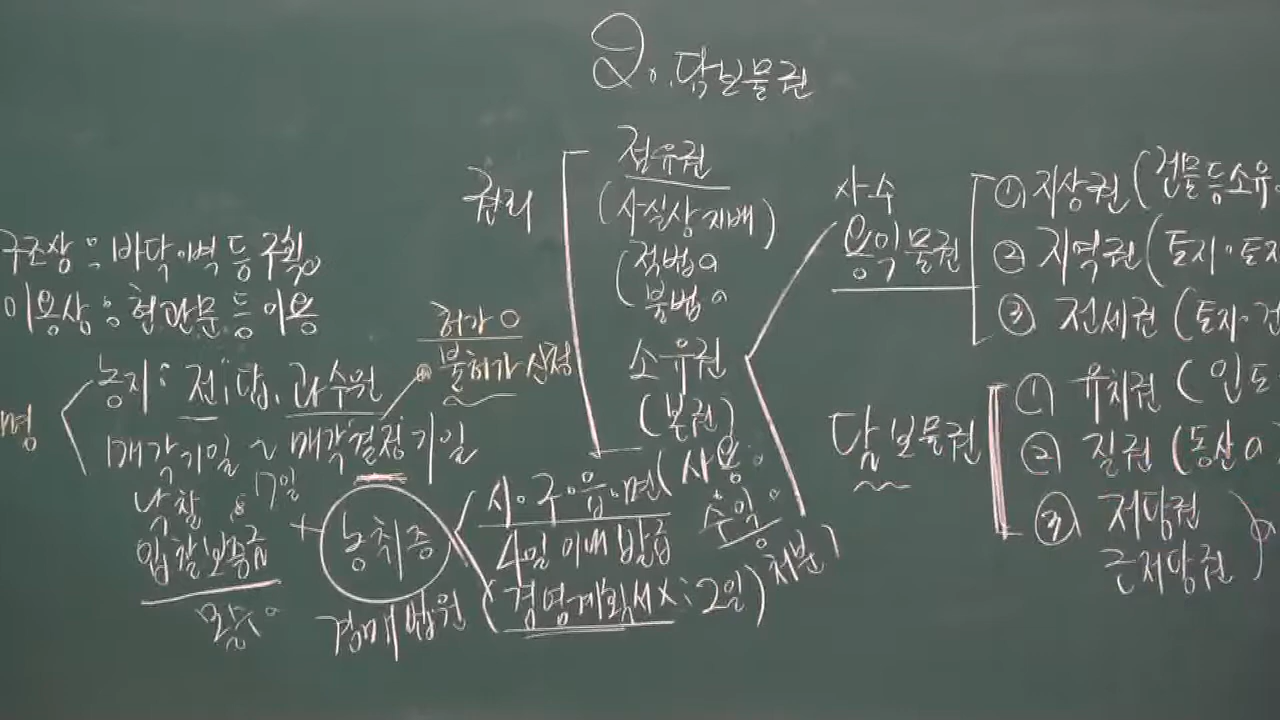 2. 담보물권
구조상 : 바닥·벽 등 구획
이용상 : 현관문 등 이용
농지 : 전, 답, 과수원
매각기일 ~ 매각결정기일
낙찰 7일
입찰보증금
몰수
허가 ○
불허가 신청
농취증
경매법원
시·구·읍·면
4일 이내 발급
(경영계획서 X : 2일)
권리
점유권
(사실상 지배)
(적법 ○
불법 ○
소유권
(본권)
(사용
수익
처분)
사수
용익물권
① 지상권 (건물 등 소유
② 지역권 (토지·토지
③ 전세권 (토지·건
담보물권
① 유치권 (인도
② 질권 (동산 ○
③ 저당권
근저당권